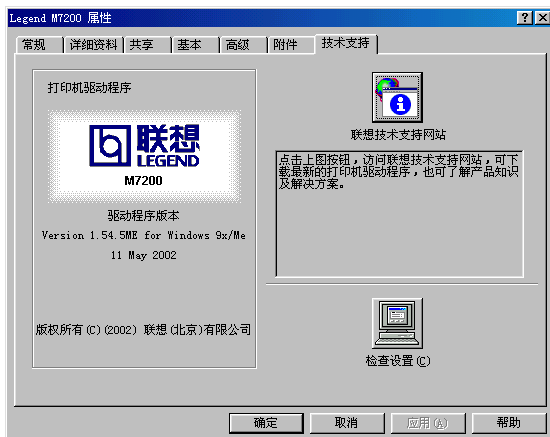 Legend M7200 属性
常规 详细资料 共享 基本 高级 附件 技术支持
打印机驱动程序
联想
LEGEND
M7200
驱动程序版本
Version 1.54.5ME for Windows 9x/Me
11 May 2002
版权所有(C)(2002) 联想(北京)有限公司
联想技术支持网站
点击上图按钮，访问联想技术支持网站，可下
载最新的打印机驱动程序，也可了解产品知识
及解决方案。
检查设置(C)
确定 取消 应用(A) 帮助